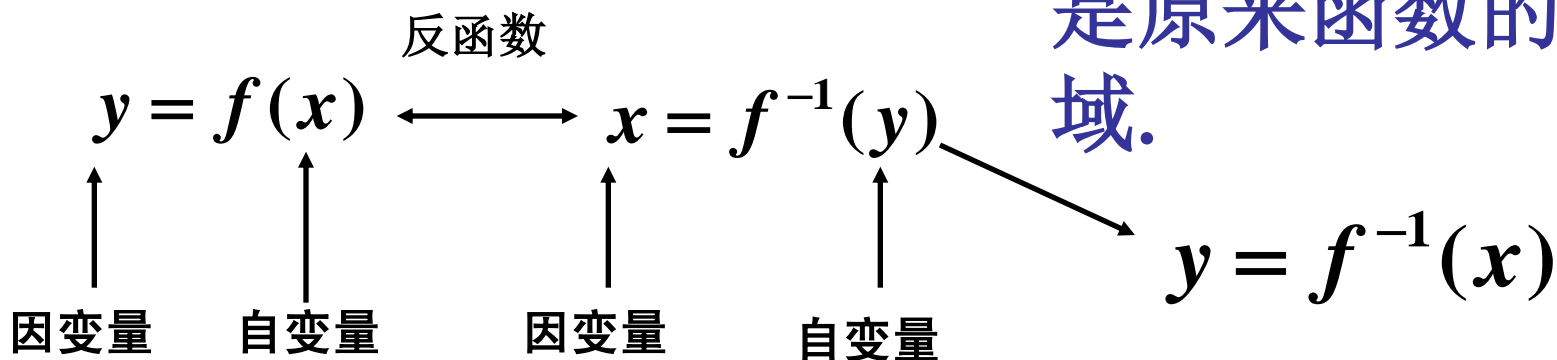 是原来函数的
域.
反函数
y = f(x) x = f⁻¹(y)
y = f⁻¹(x)
因变量 自变量 因变量 自变量